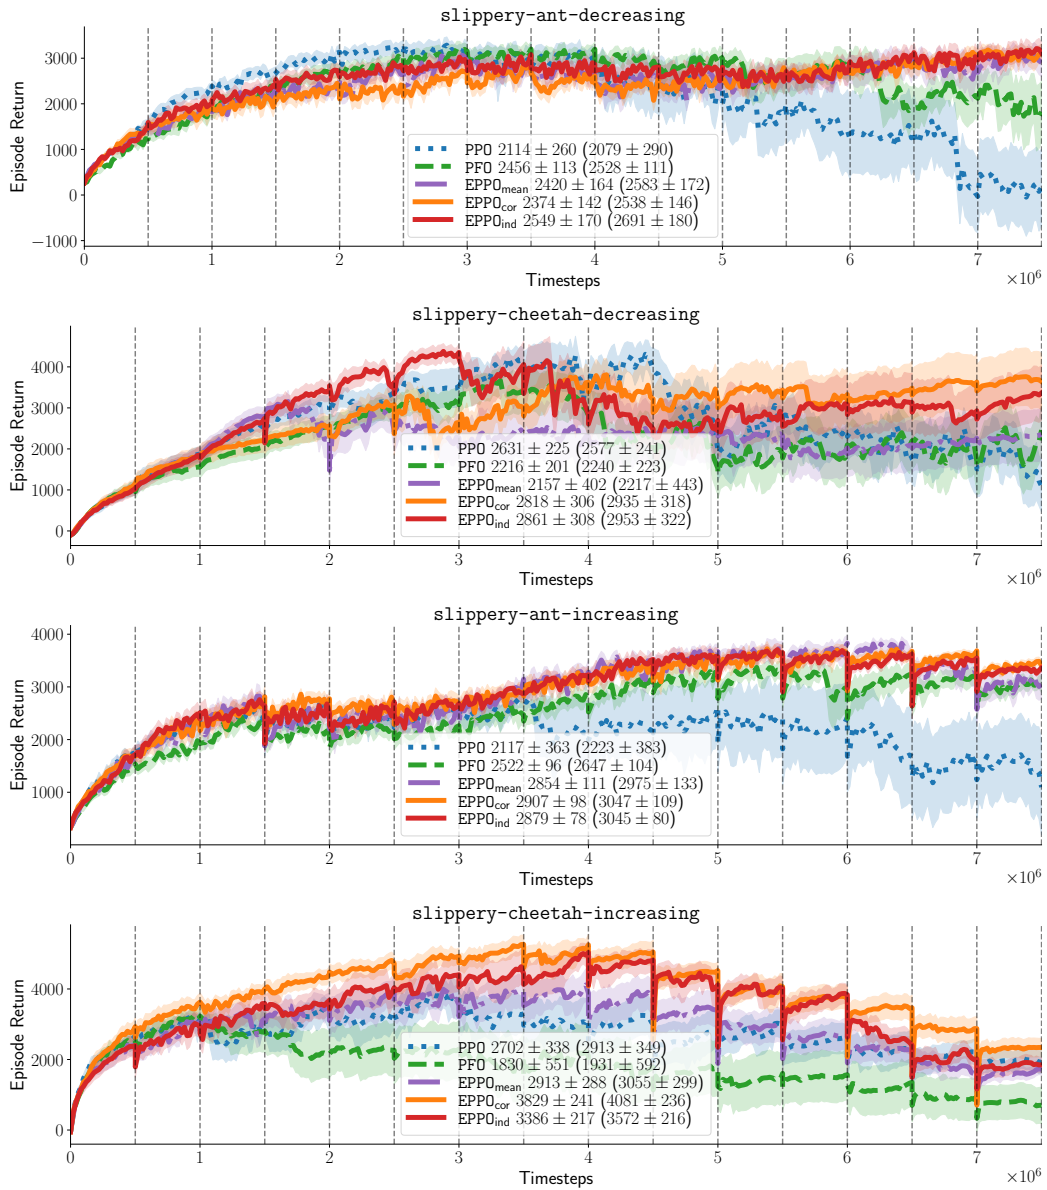 slippery-ant-decreasing
Episode Return
3000
2000
1000
0
−1000
PPO 2114 ± 260 (2079 ± 290)
PFO 2456 ± 113 (2528 ± 111)
EPPOmean 2420 ± 164 (2583 ± 172)
EPPOcor 2374 ± 142 (2538 ± 146)
EPPOind 2549 ± 170 (2691 ± 180)
0 1 2 3 4 5 6 7
Timesteps ×10⁶
slippery-cheetah-decreasing
Episode Return
4000
3000
2000
1000
0
PPO 2631 ± 225 (2577 ± 241)
PFO 2216 ± 201 (2240 ± 223)
EPPOmean 2157 ± 402 (2217 ± 443)
EPPOcor 2818 ± 306 (2935 ± 318)
EPPOind 2861 ± 308 (2953 ± 322)
0 1 2 3 4 5 6 7
Timesteps ×10⁶
slippery-ant-increasing
Episode Return
4000
3000
2000
1000
PPO 2117 ± 363 (2223 ± 383)
PFO 2522 ± 96 (2647 ± 104)
EPPOmean 2854 ± 111 (2975 ± 133)
EPPOcor 2907 ± 98 (3047 ± 109)
EPPOind 2879 ± 78 (3045 ± 80)
0 1 2 3 4 5 6 7
Timesteps ×10⁶
slippery-cheetah-increasing
Episode Return
4000
2000
0
PPO 2702 ± 338 (2913 ± 349)
PFO 1830 ± 551 (1931 ± 592)
EPPOmean 2913 ± 288 (3055 ± 299)
EPPOcor 3829 ± 241 (4081 ± 236)
EPPOind 3386 ± 217 (3572 ± 216)
0 1 2 3 4 5 6 7
Timesteps ×10⁶